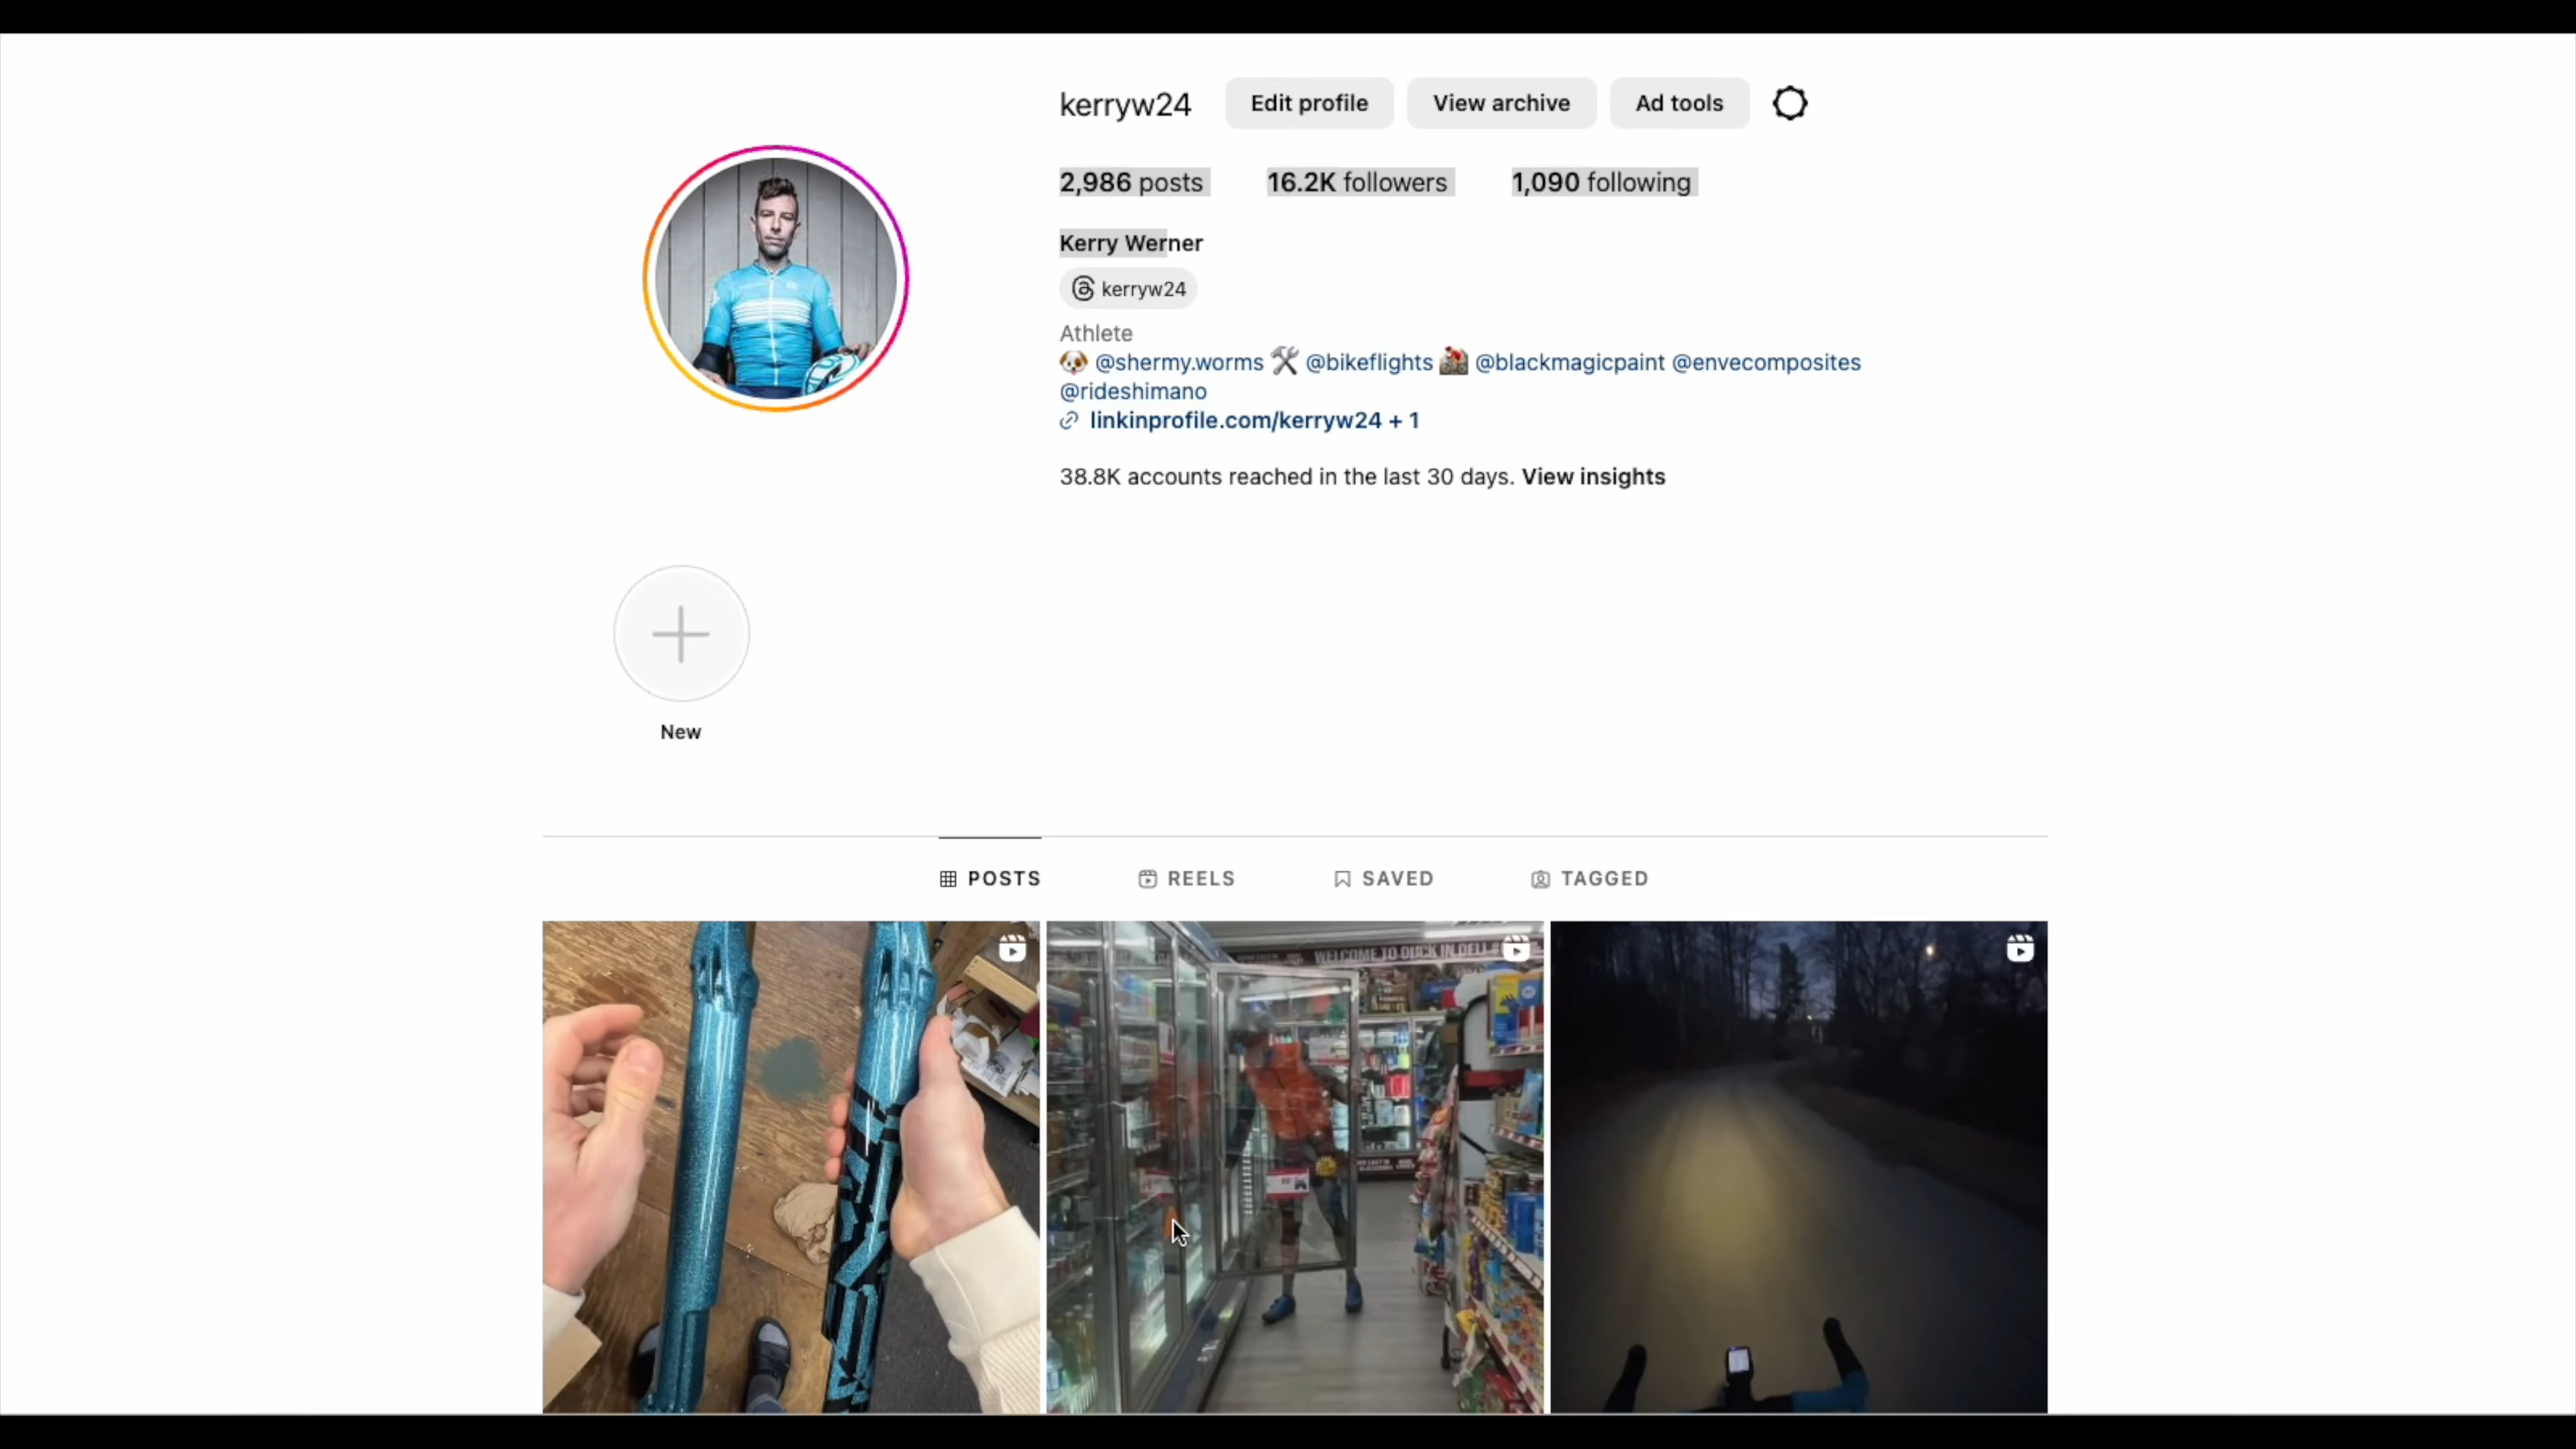 kerryw24 Edit profile View archive Ad tools
2,986 posts 16.2K followers 1,090 following
Kerry Werner
kerryw24
Athlete
@shermy.worms @bikeflights @blackmagicpaint @envecomposites
@rideshimano
linkinprofile.com/kerryw24 + 1
38.8K accounts reached in the last 30 days. View insights
New
POSTS REELS SAVED TAGGED
WELCOME TO DUCK IN DELI